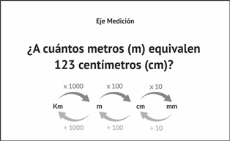 Eje Medición
¿A cuántos metros (m) equivalen
123 centímetros (cm)?
x 1000 x 100 x 10
Km m cm mm
÷ 1000 ÷ 100 ÷ 10